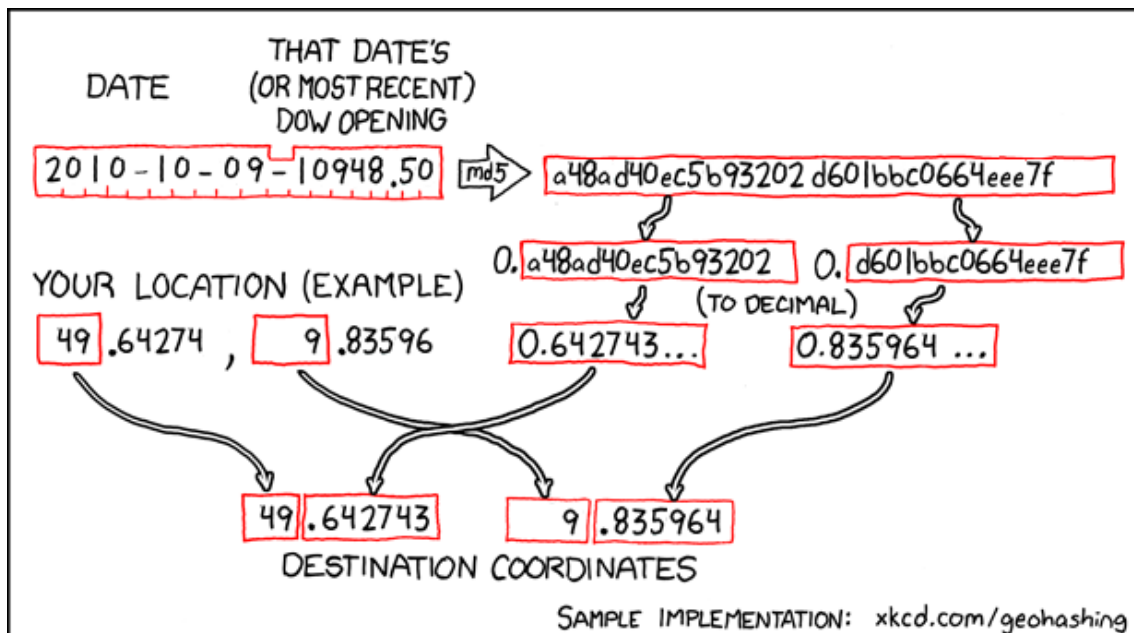 DATE
THAT DATE'S
(OR MOST RECENT)
DOW OPENING
2010-10-09-10948.50
md5
a48ad40ec5b93202d601bbc0664eee7f
0.a48ad40ec5b93202
0.d601bbc0664eee7f
YOUR LOCATION (EXAMPLE)
(TO DECIMAL)
49.64274, 9.83596
0.642743...
0.835964...
49.642743
9.835964
DESTINATION COORDINATES
SAMPLE IMPLEMENTATION: xkcd.com/geohashing